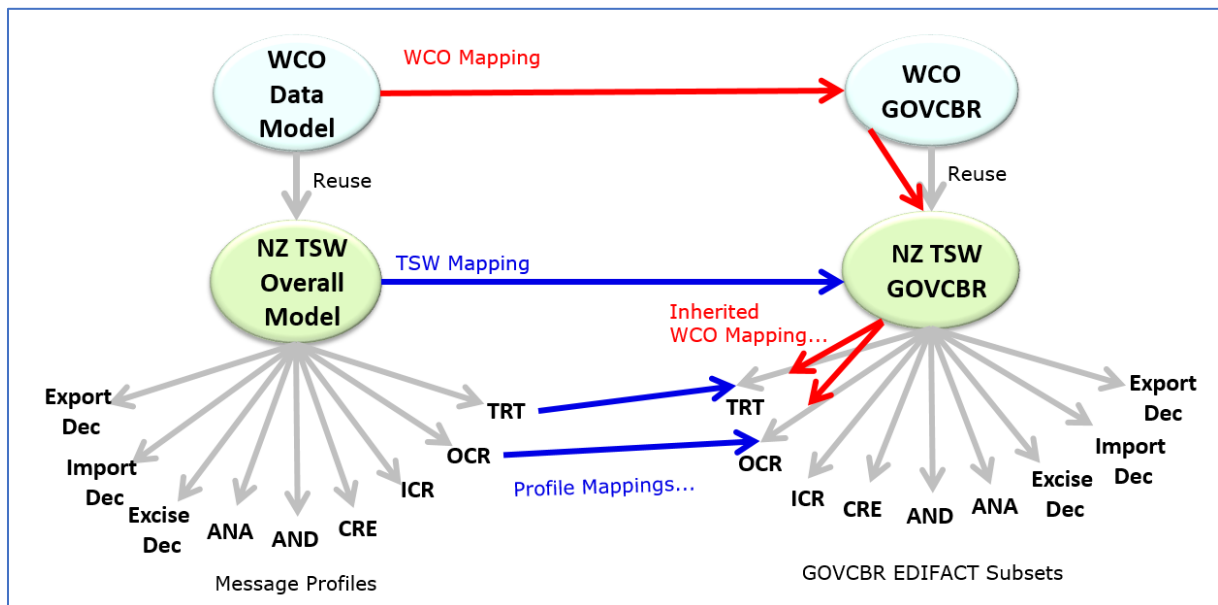 WCO
Data
Model
WCO Mapping
WCO
GOVCBR
Reuse
Reuse
NZ TSW
Overall
Model
TSW Mapping
NZ TSW
GOVCBR
Inherited
WCO Mapping...
Export
Dec
Import
Dec
Excise
Dec
ANA
AND
CRE
ICR
OCR
TRT
Profile Mappings...
TRT
OCR
ICR
CRE
AND
ANA
Excise
Dec
Import
Dec
Export
Dec
Message Profiles
GOVCBR EDIFACT Subsets